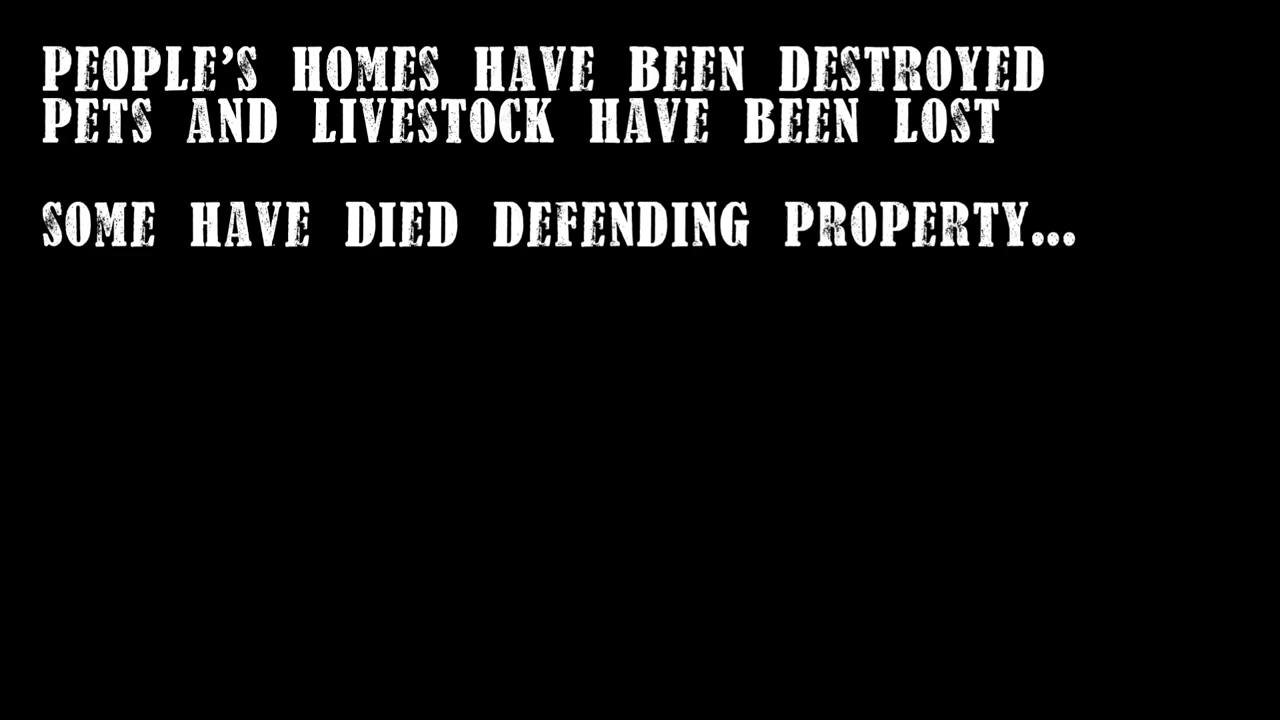 PEOPLE'S HOMES HAVE BEEN DESTROYED
PETS AND LIVESTOCK HAVE BEEN LOST
SOME HAVE DIED DEFENDING PROPERTY...